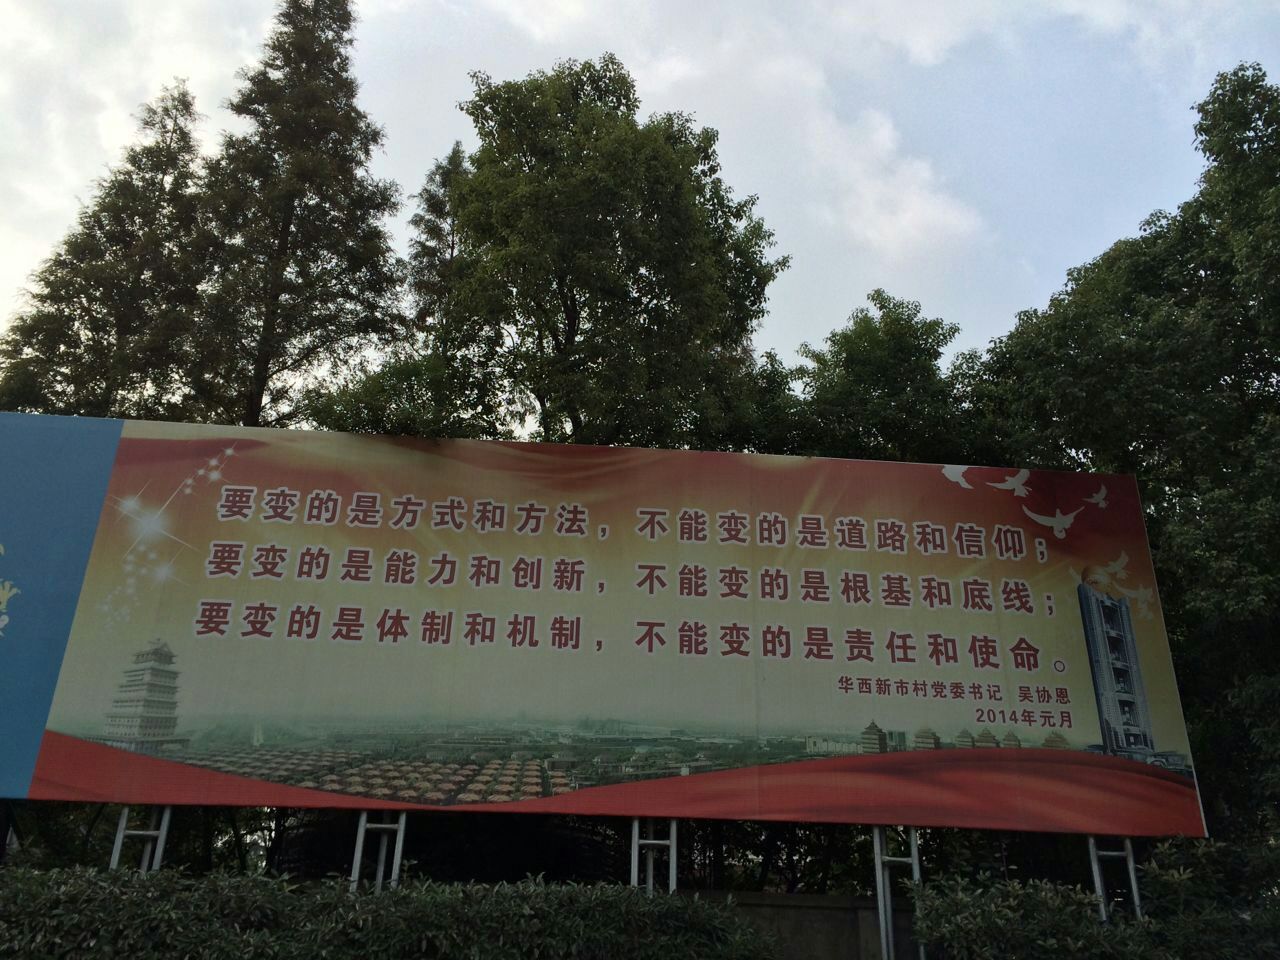 要变的是方式和方法，不能变的是道路和信仰；
要变的是能力和创新，不能变的是根基和底线；
要变的是体制和机制，不能变的是责任和使命。
华西新市村党委书记 吴协恩
2014年元月